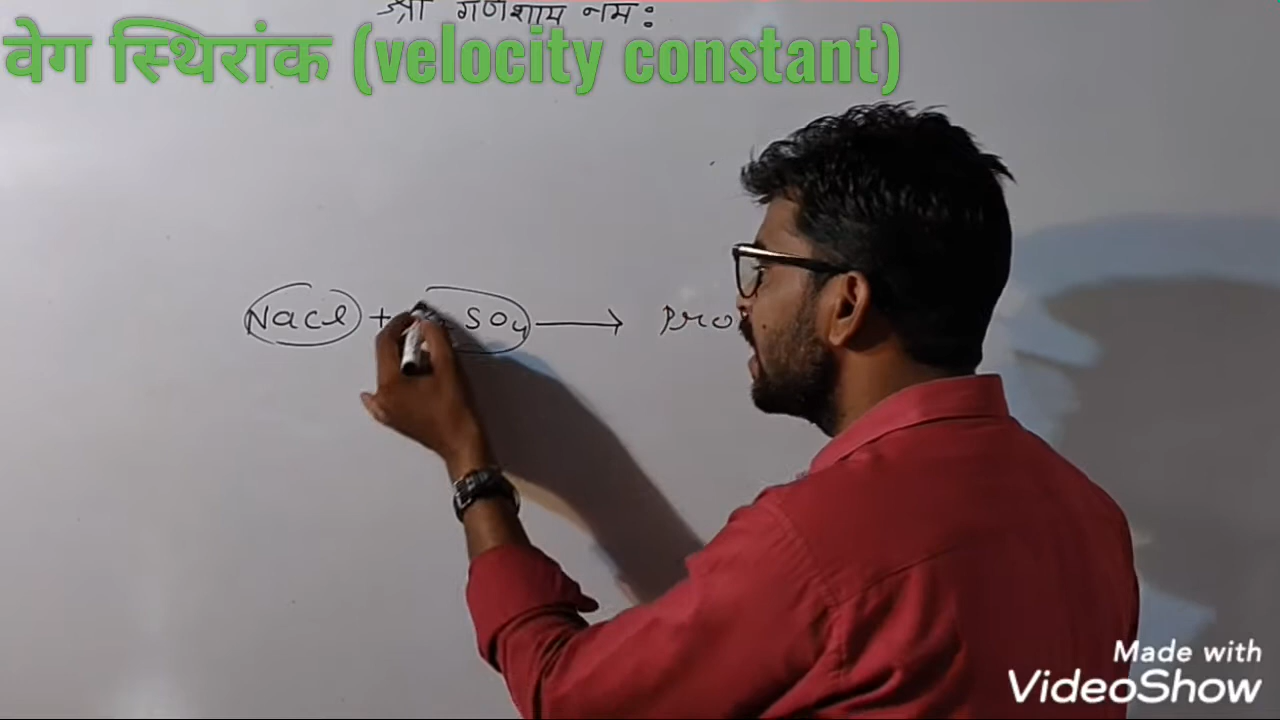 श्री गणेशाय नमः
वेग स्थिरांक (velocity constant)
NaCl + SO₄ ⟶ Pro
Made with
VideoShow